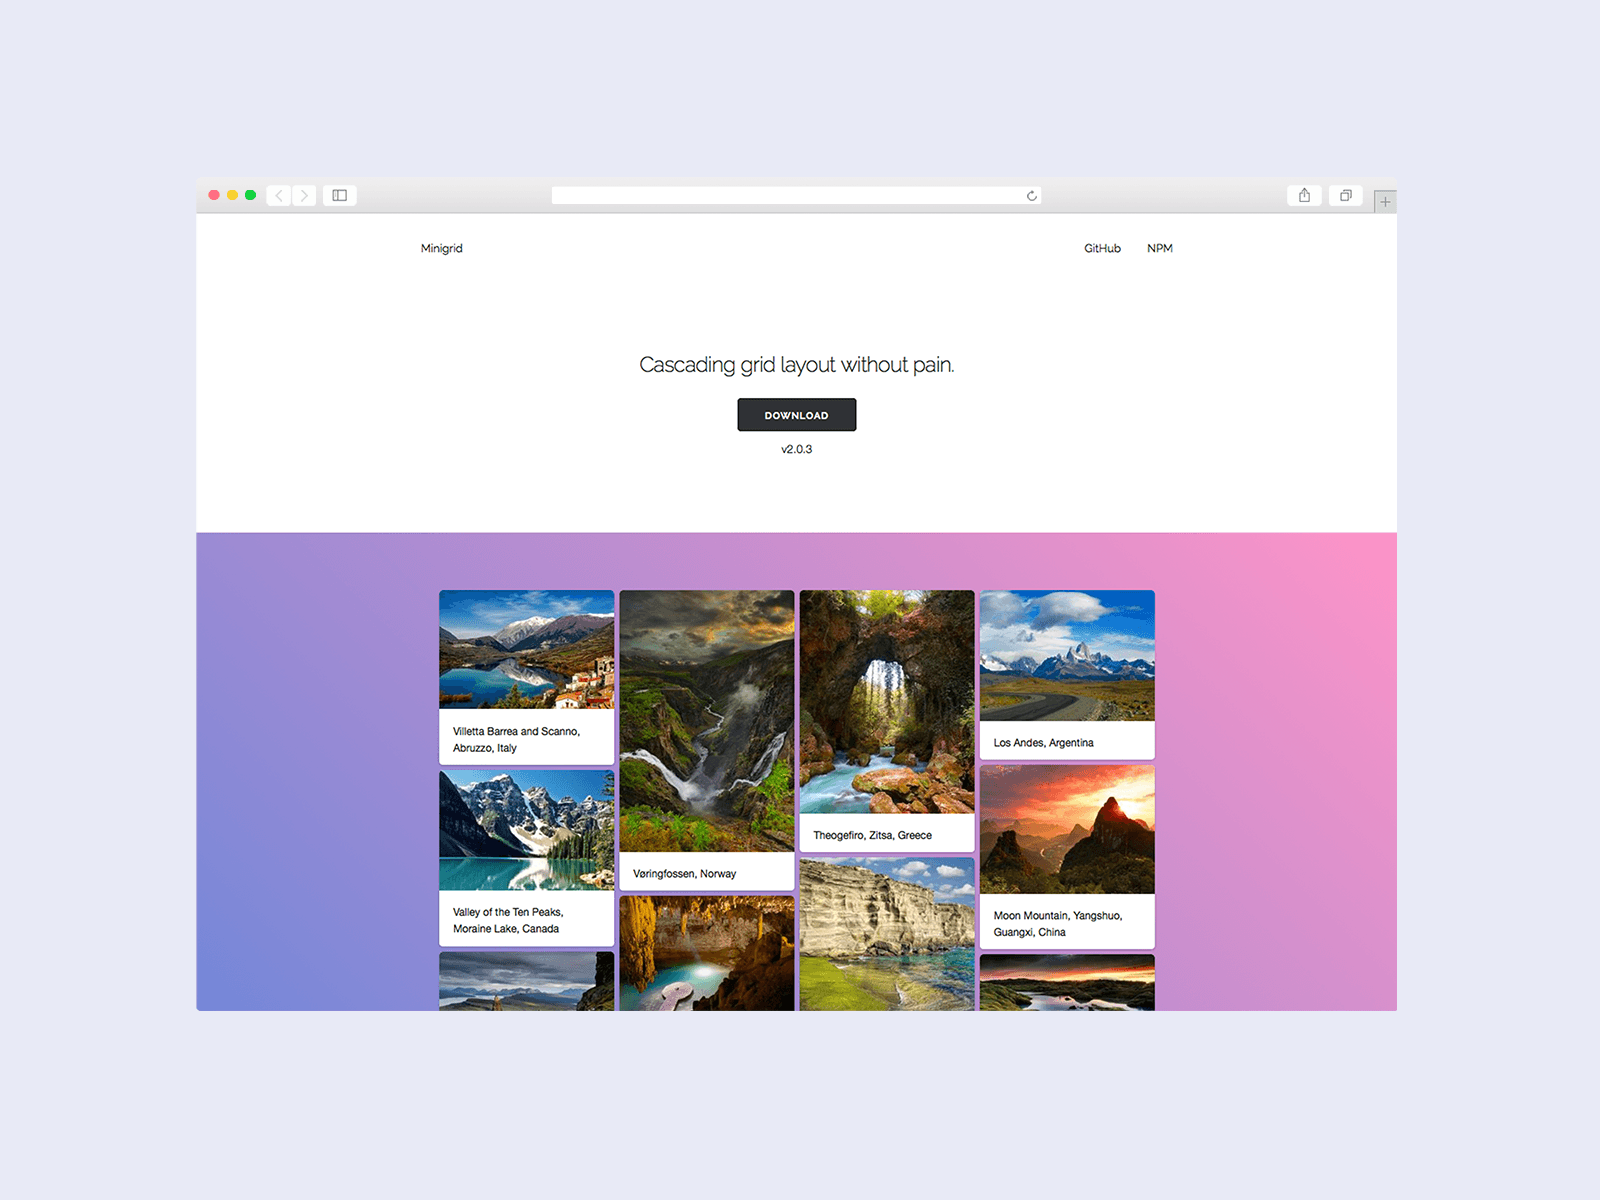 Minigrid
GitHub
NPM
Cascading grid layout without pain.
DOWNLOAD
v2.0.3
Villetta Barrea and Scanno,
Abruzzo, Italy
Valley of the Ten Peaks,
Moraine Lake, Canada
Vøringfossen, Norway
Theogefiro, Zitsa, Greece
Los Andes, Argentina
Moon Mountain, Yangshuo,
Guangxi, China